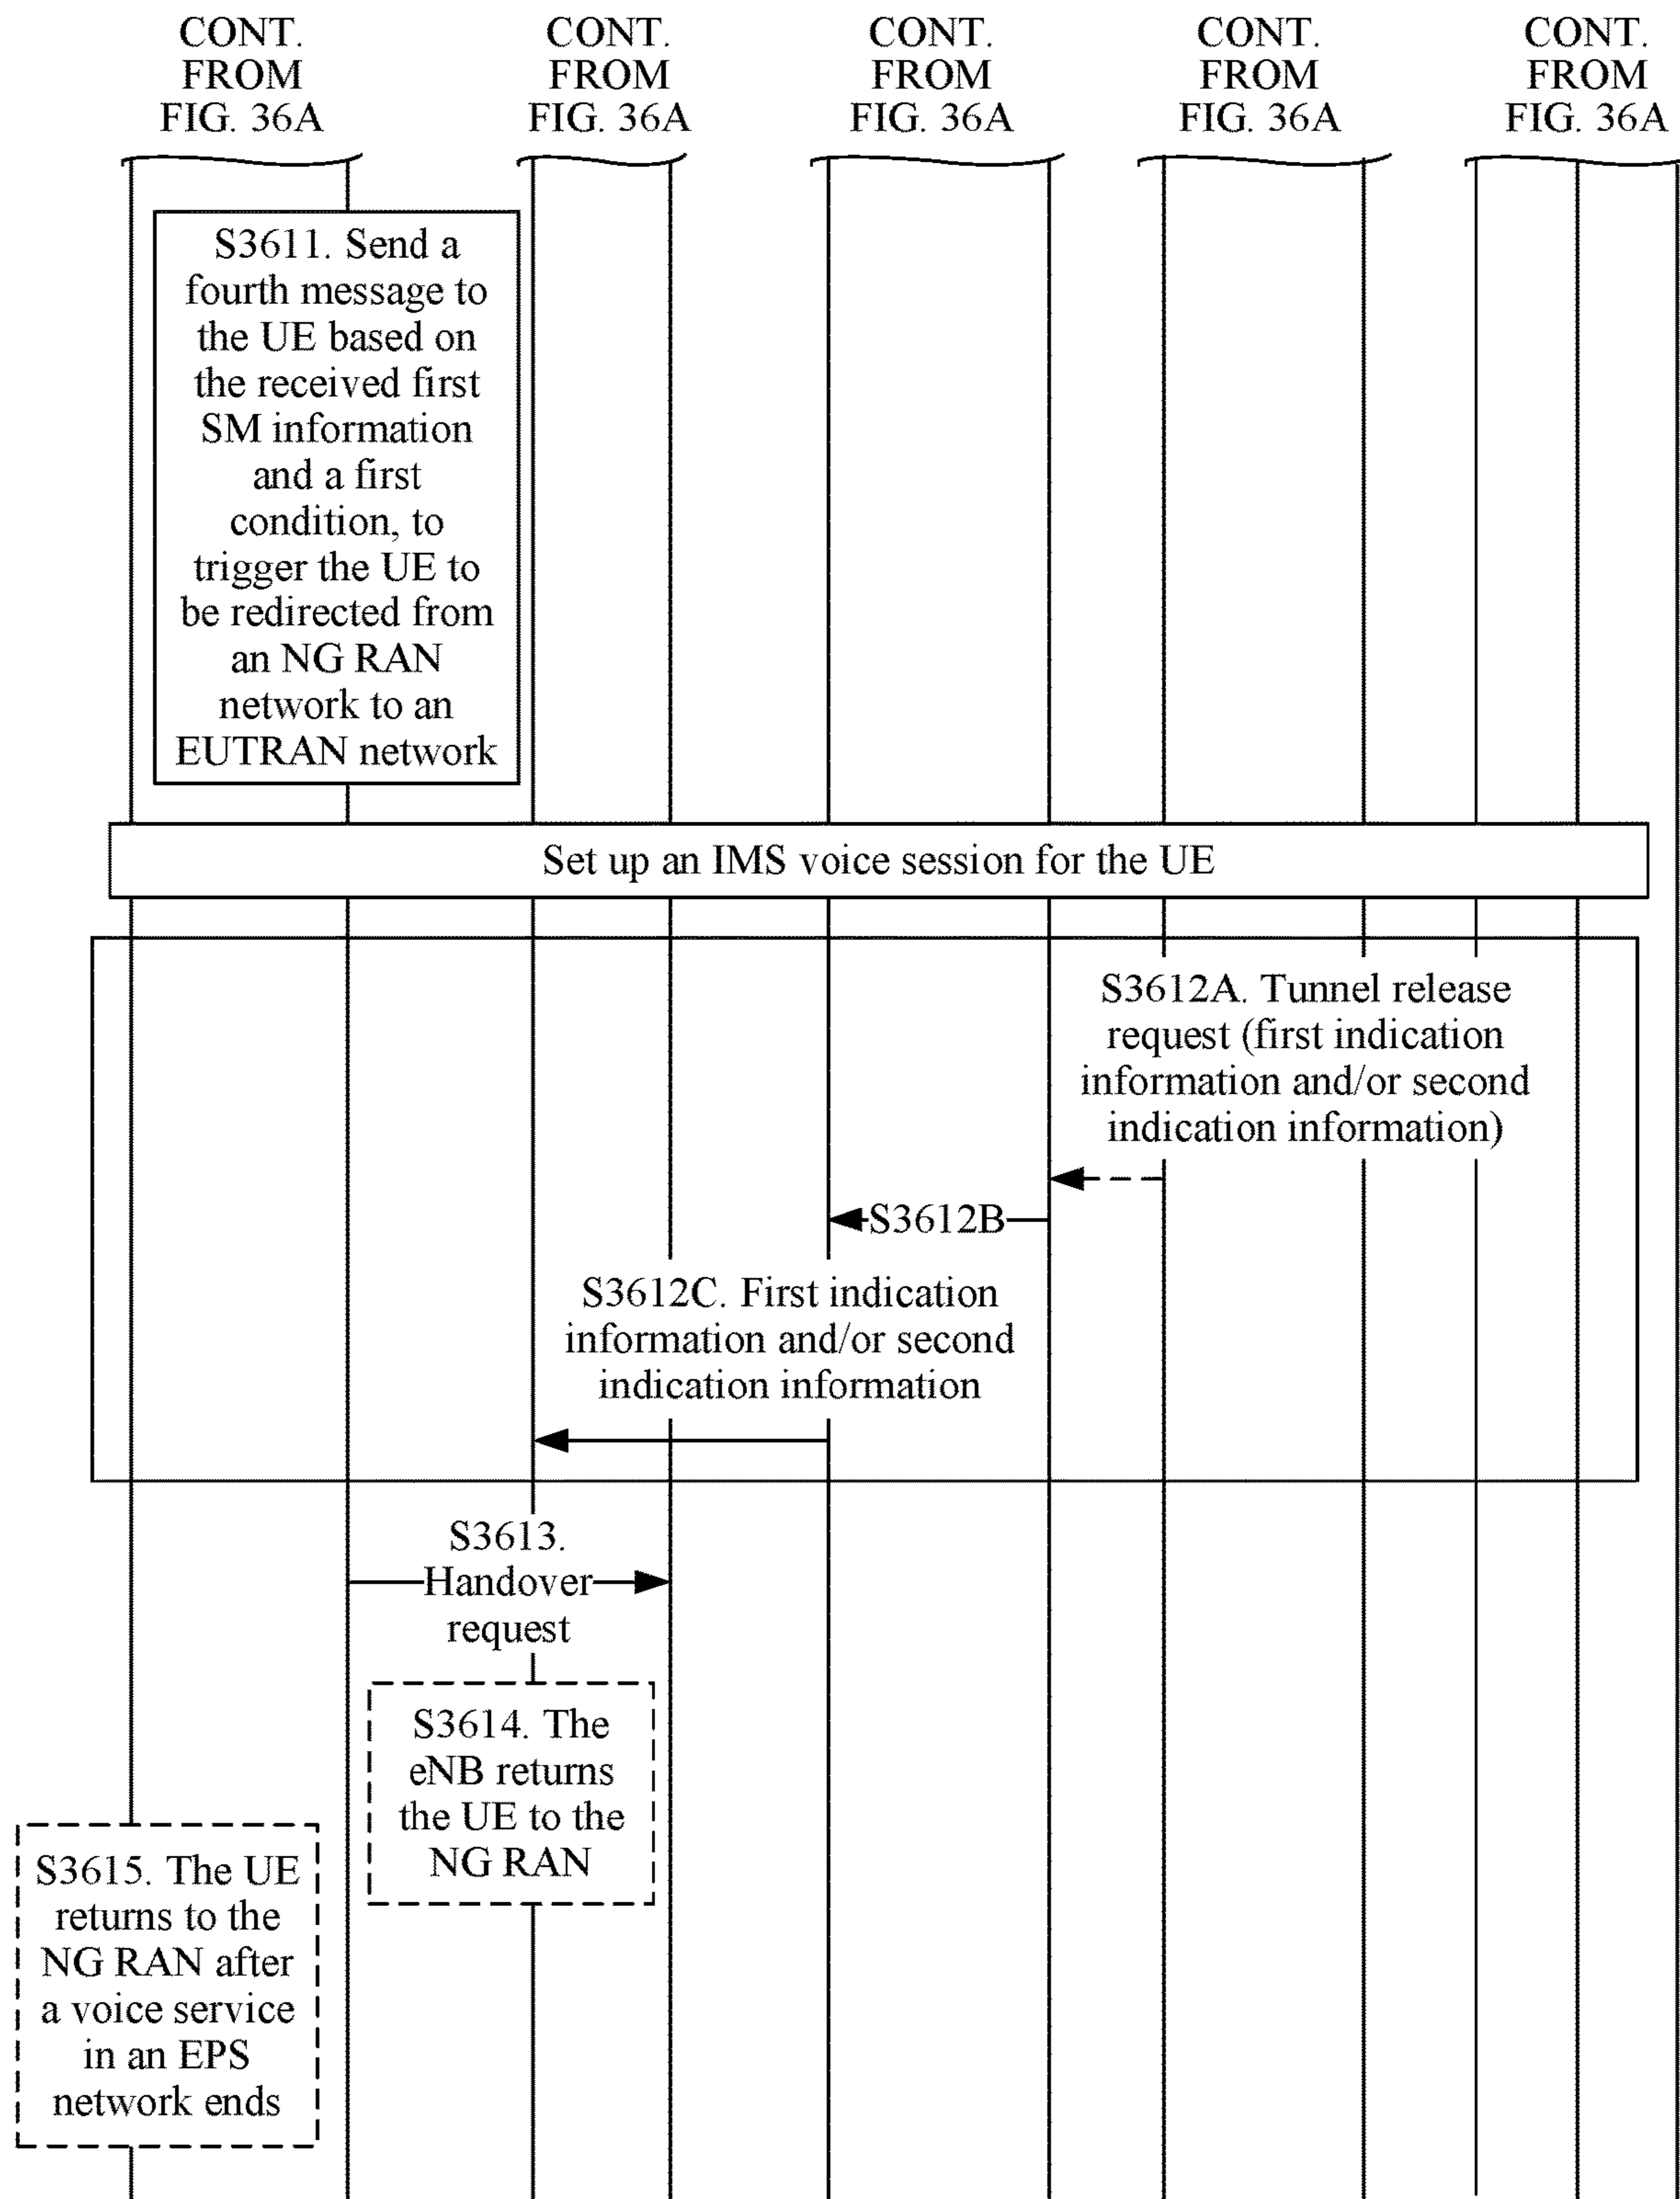 CONT.
FROM
FIG. 36A
CONT.
FROM
FIG. 36A
CONT.
FROM
FIG. 36A
CONT.
FROM
FIG. 36A
CONT.
FROM
FIG. 36A
S3611. Send a
fourth message to
the UE based on
the received first
SM information
and a first
condition, to
trigger the UE to
be redirected from
an NG RAN
network to an
EUTRAN network
Set up an IMS voice session for the UE
S3612A. Tunnel release
request (first indication
information and/or second
indication information)
S3612B
S3612C. First indication
information and/or second
indication information
S3613.
Handover
request
S3614. The
eNB returns
the UE to the
NG RAN
S3615. The UE
returns to the
NG RAN after
a voice service
in an EPS
network ends